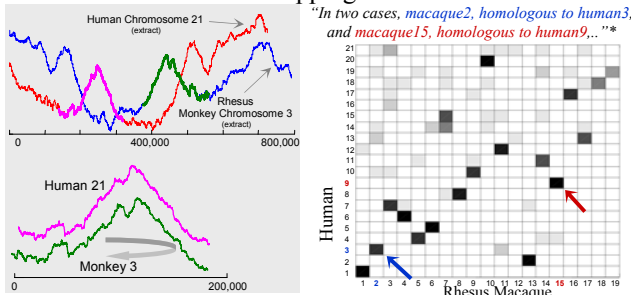 pping
Human Chromosome 21
(extract)
Rhesus
Monkey Chromosome 3
(extract)
0 400,000 800,000
Human 21
Monkey 3
0 200,000
"In two cases, macaque2, homologous to human3,
and macaque15, homologous to human9,.."*
Human
21
20
19
18
17
16
15
14
13
12
11
10
9
8
7
6
5
4
3
2
1
1 2 3 4 5 6 7 8 9 10 11 12 13 14 15 16 17 18 19
Rhesus Macaque